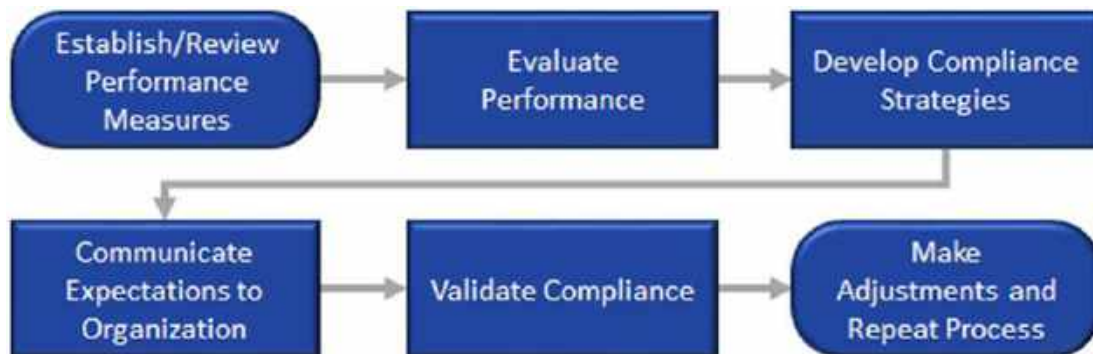 Establish/Review
Performance
Measures
Evaluate
Performance
Develop Compliance
Strategies
Communicate
Expectations to
Organization
Validate Compliance
Make
Adjustments and
Repeat Process